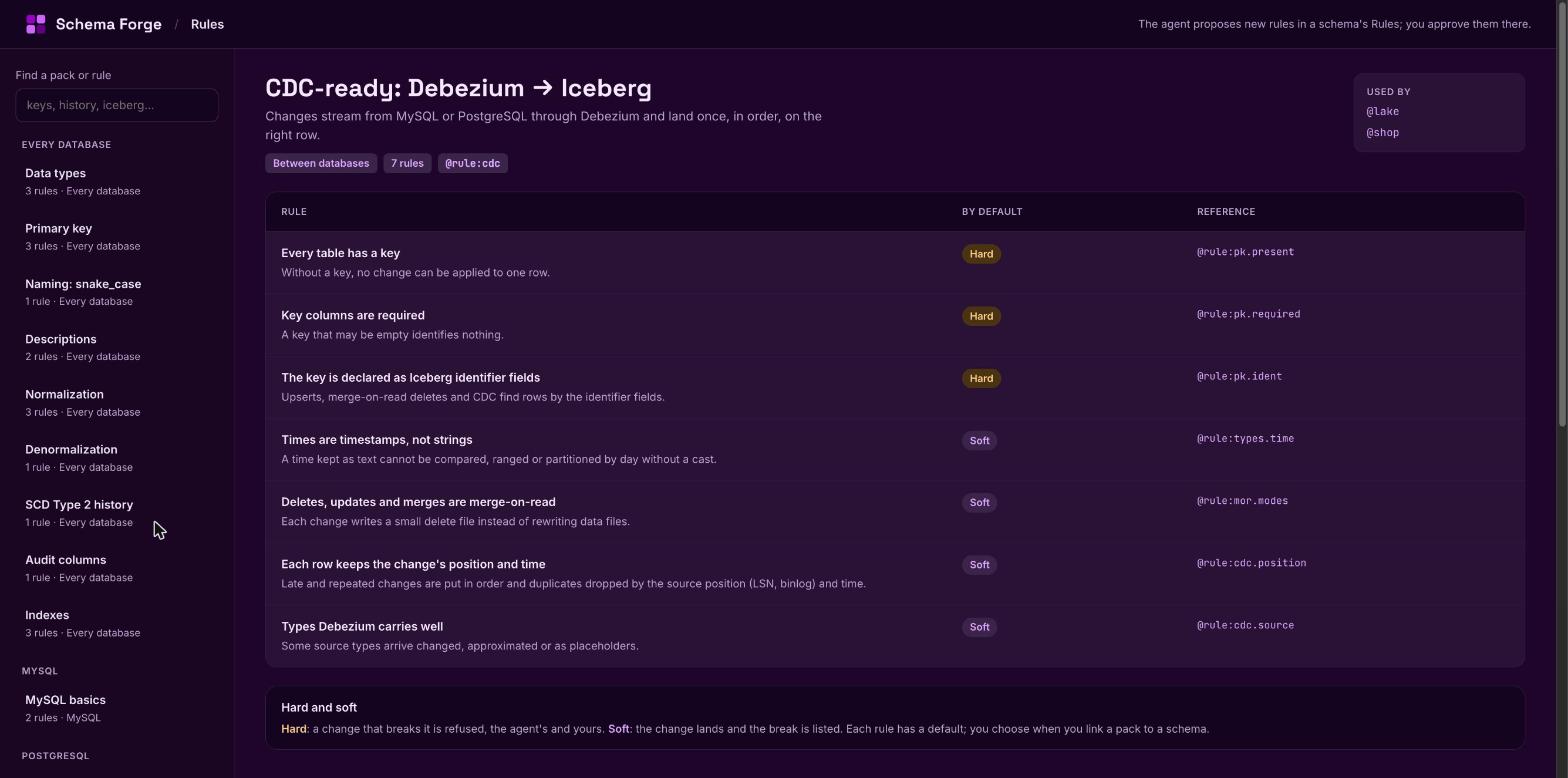 Schema Forge / Rules
The agent proposes new rules in a schema's Rules; you approve them there.
Find a pack or rule
keys, history, iceberg...
EVERY DATABASE
Data types
3 rules · Every database
Primary key
3 rules · Every database
Naming: snake_case
1 rule · Every database
Descriptions
2 rules · Every database
Normalization
3 rules · Every database
Denormalization
1 rule · Every database
SCD Type 2 history
1 rule · Every database
Audit columns
1 rule · Every database
Indexes
3 rules · Every database
MYSQL
MySQL basics
2 rules · MySQL
POSTGRESQL
CDC-ready: Debezium → Iceberg
Changes stream from MySQL or PostgreSQL through Debezium and land once, in order, on the
right row.
Between databases 7 rules @rule:cdc
USED BY
@lake
@shop
RULE BY DEFAULT REFERENCE
Every table has a key Hard @rule:pk.present
Without a key, no change can be applied to one row.
Key columns are required Hard @rule:pk.required
A key that may be empty identifies nothing.
The key is declared as Iceberg identifier fields Hard @rule:pk.ident
Upserts, merge-on-read deletes and CDC find rows by the identifier fields.
Times are timestamps, not strings Soft @rule:types.time
A time kept as text cannot be compared, ranged or partitioned by day without a cast.
Deletes, updates and merges are merge-on-read Soft @rule:mor.modes
Each change writes a small delete file instead of rewriting data files.
Each row keeps the change's position and time Soft @rule:cdc.position
Late and repeated changes are put in order and duplicates dropped by the source position (LSN, binlog) and time.
Types Debezium carries well Soft @rule:cdc.source
Some source types arrive changed, approximated or as placeholders.
Hard and soft
Hard: a change that breaks it is refused, the agent's and yours. Soft: the change lands and the break is listed. Each rule has a default; you choose when you link a pack to a schema.